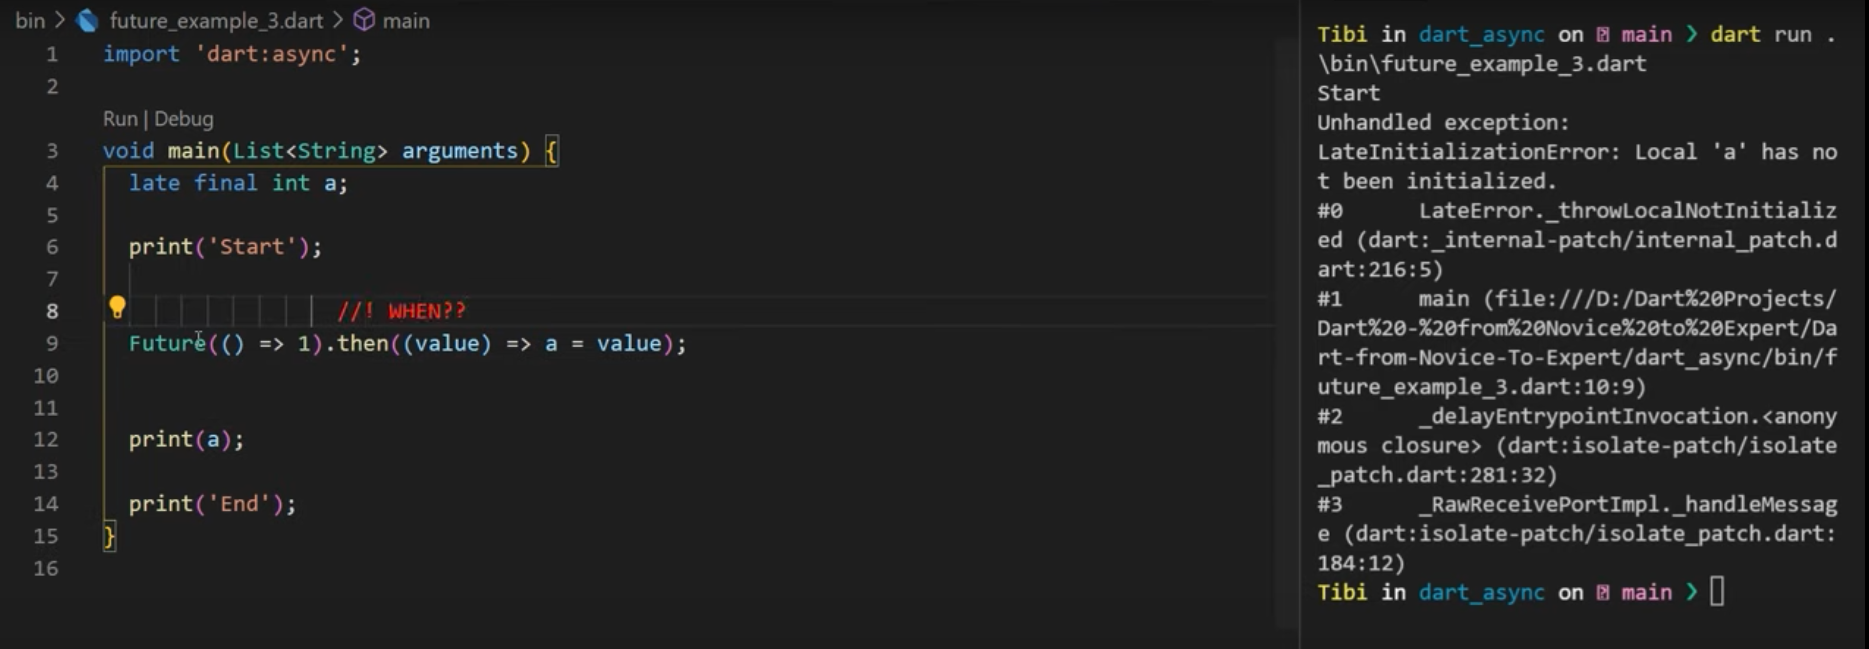 bin > future_example_3.dart > main
1 import 'dart:async';
2
Run | Debug
3 void main(List<String> arguments) {
4 late final int a;
5
6 print('Start');
7
8 //! WHEN??
9 Future(() => 1).then((value) => a = value);
10
11
12 print(a);
13
14 print('End');
15 }
16
Tibi in dart_async on main ❯ dart run .
\bin\future_example_3.dart
Start
Unhandled exception:
LateInitializationError: Local 'a' has no
t been initialized.
#0 LateError._throwLocalNotInitializ
ed (dart:_internal-patch/internal_patch.d
art:216:5)
#1 main (file:///D:/Dart%20Projects/
Dart%20-%20from%20Novice%20to%20Expert/Da
rt-from-Novice-To-Expert/dart_async/bin/f
uture_example_3.dart:10:9)
#2 _delayEntrypointInvocation.<anony
mous closure> (dart:isolate-patch/isolate
_patch.dart:281:32)
#3 _RawReceivePortImpl._handleMessag
e (dart:isolate-patch/isolate_patch.dart:
184:12)
Tibi in dart_async on main ❯